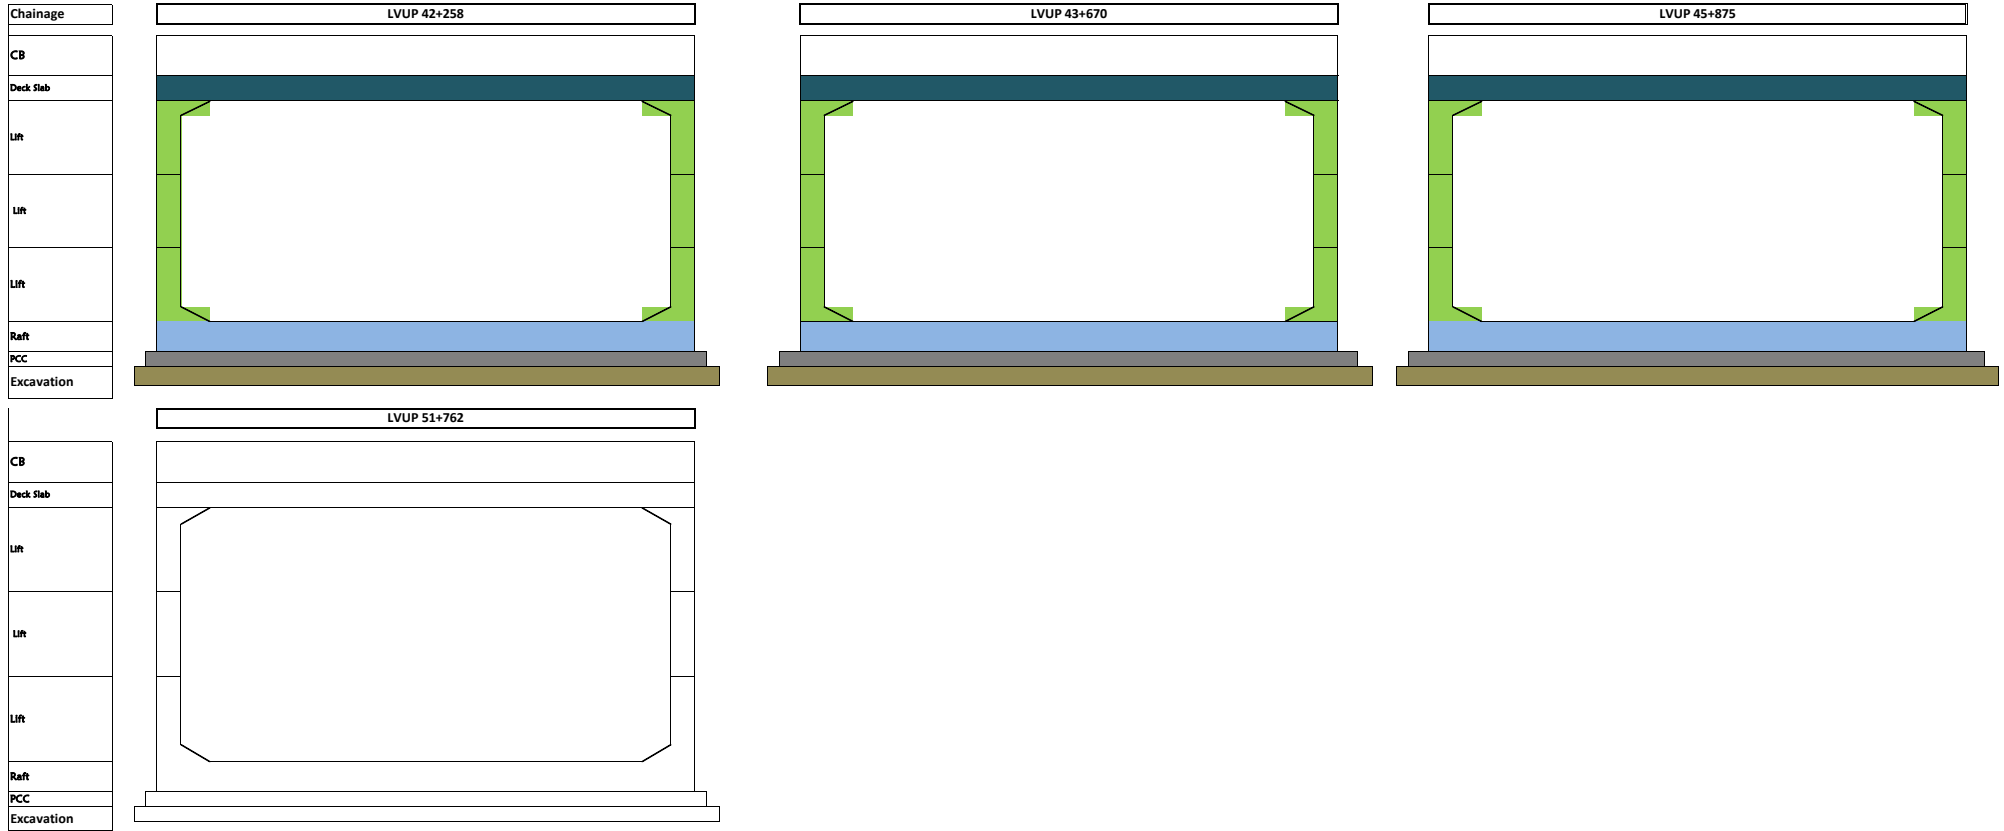 Chainage
LVUP 42+258
LVUP 43+670
LVUP 45+875
CB
Deck Slab
Lift
Lift
Lift
Raft
PCC
Excavation
LVUP 51+762
CB
Deck Slab
Lift
Lift
Lift
Raft
PCC
Excavation